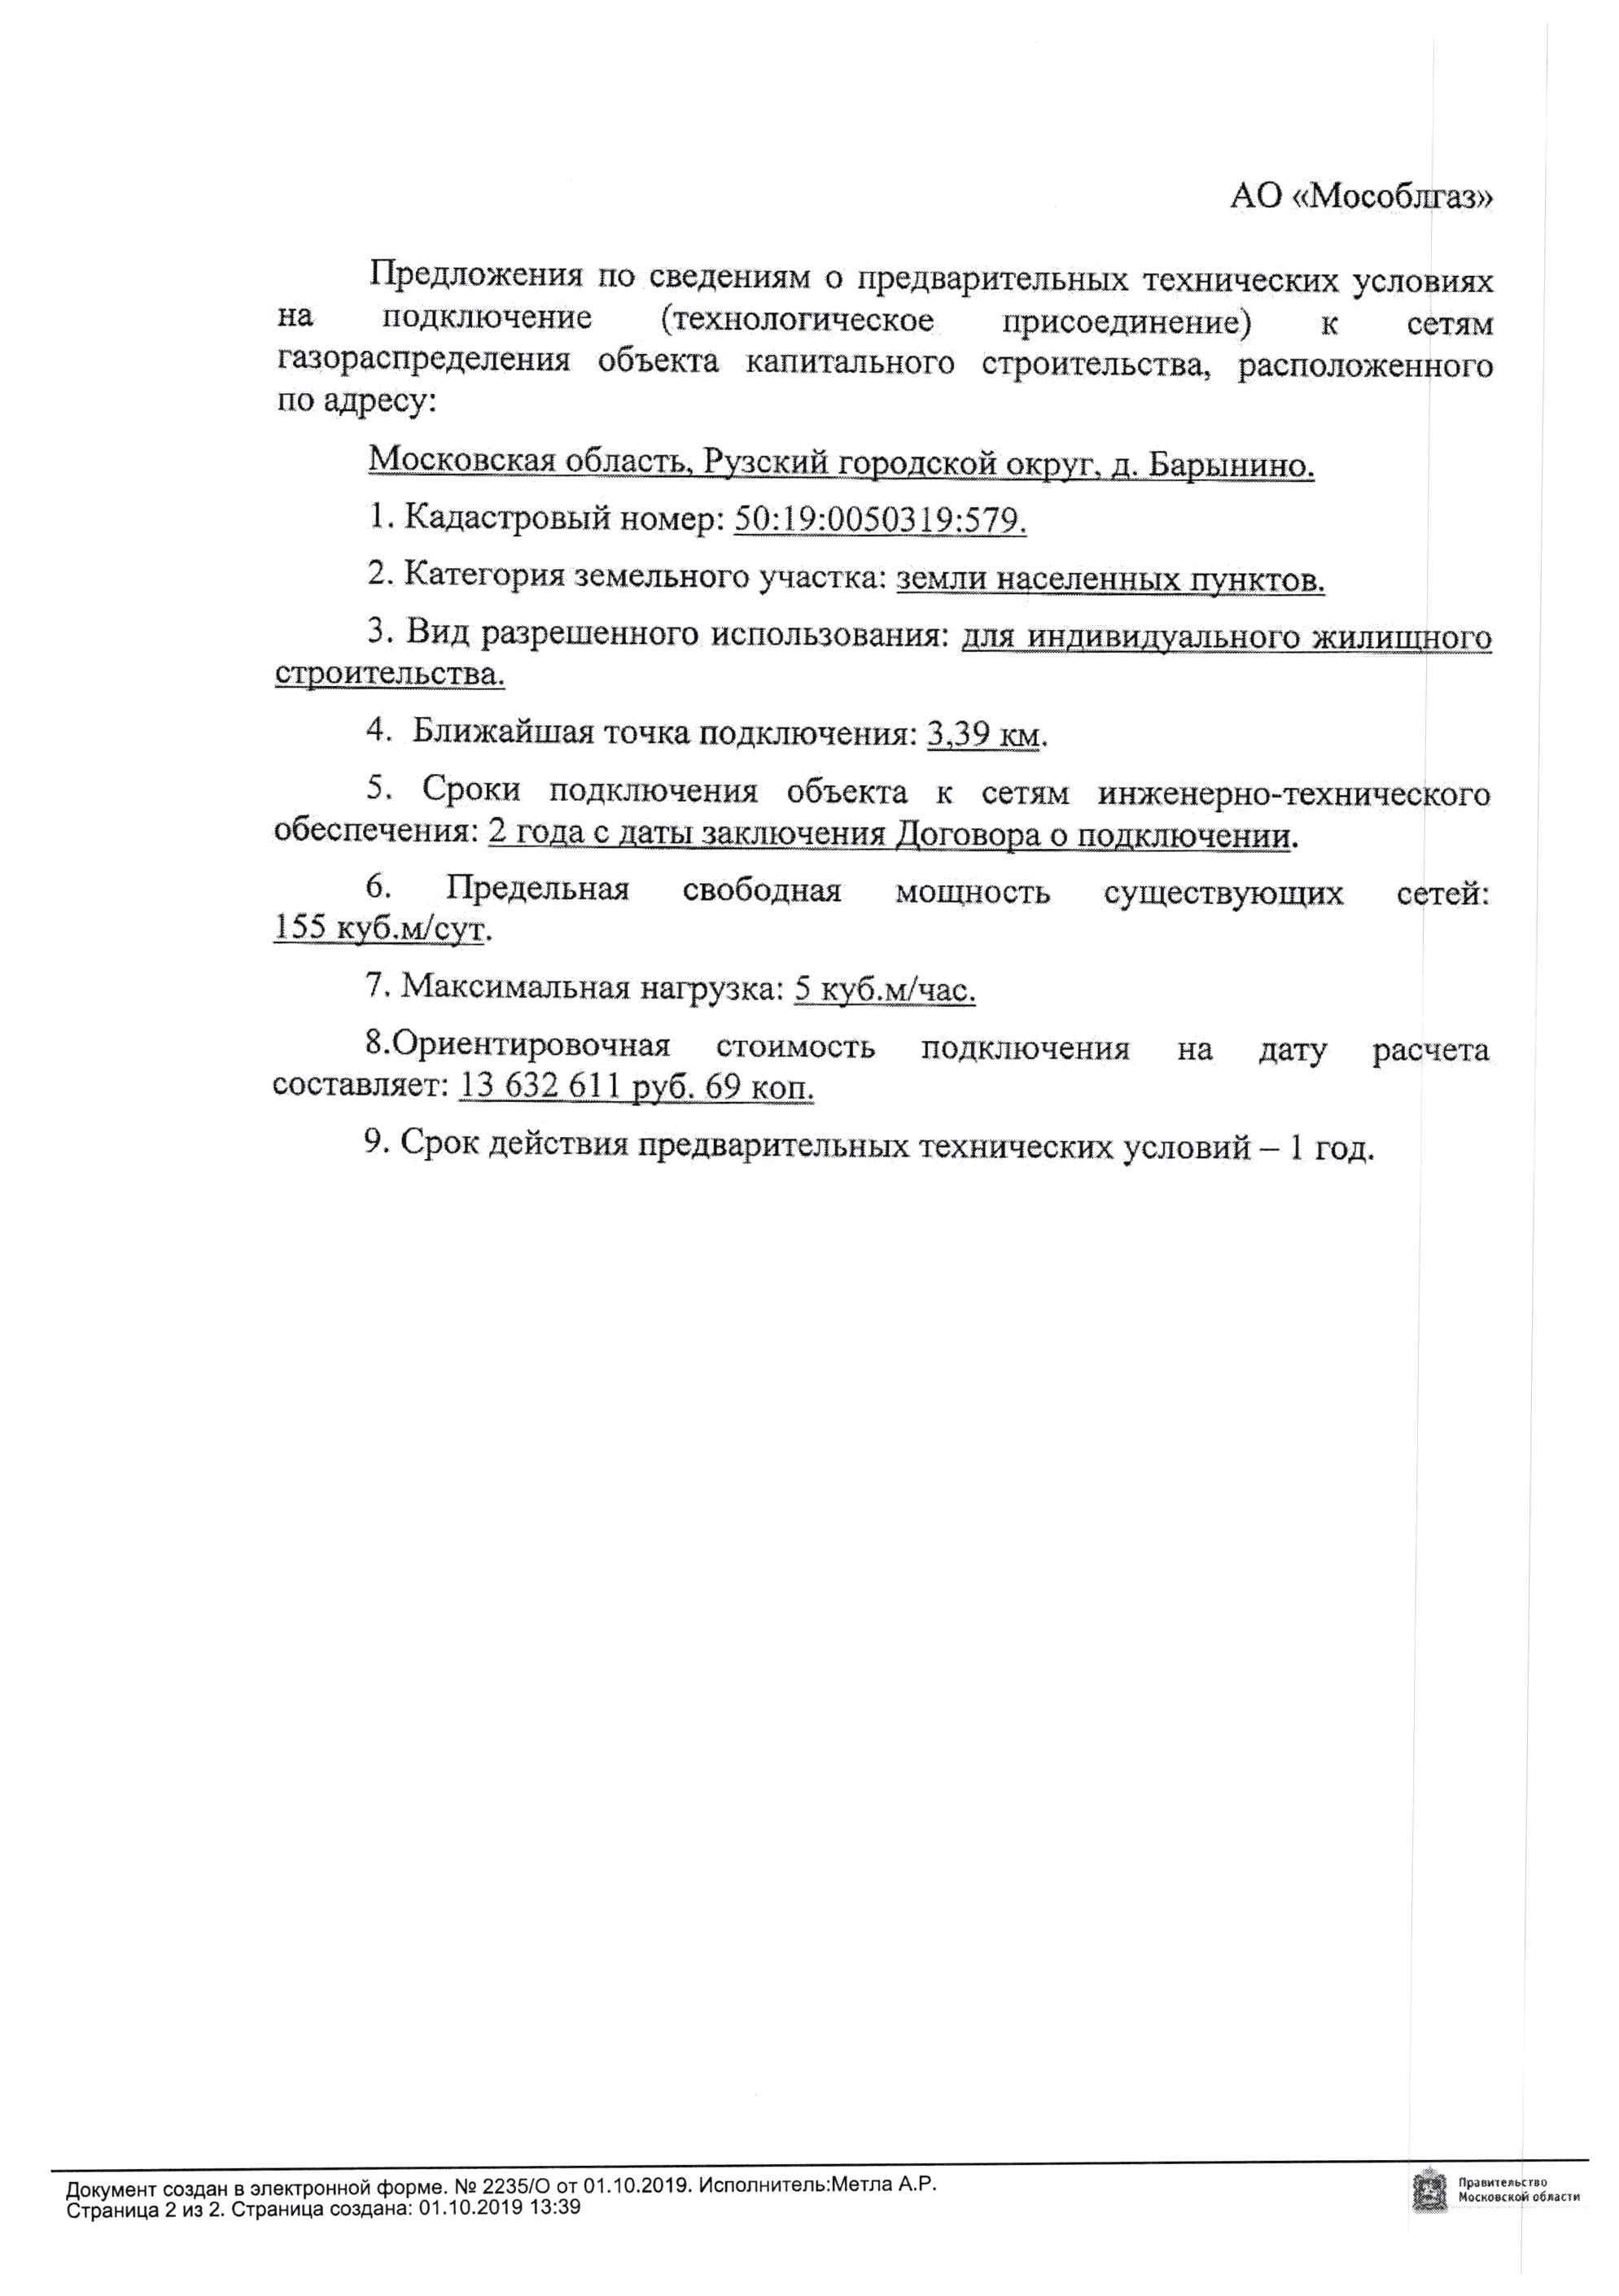 АО «Мособлгаз»
Предложения по сведениям о предварительных технических условиях
на подключение (технологическое присоединение) к сетям
газораспределения объекта капитального строительства, расположенного
по адресу:
Московская область, Рузский городской округ, д. Барынино.
1. Кадастровый номер: 50:19:0050319:579.
2. Категория земельного участка: земли населенных пунктов.
3. Вид разрешенного использования: для индивидуального жилищного
строительства.
4. Ближайшая точка подключения: 3,39 км.
5. Сроки подключения объекта к сетям инженерно-технического
обеспечения: 2 года с даты заключения Договора о подключении.
6. Предельная свободная мощность существующих сетей:
155 куб.м/сут.
7. Максимальная нагрузка: 5 куб.м/час.
8.Ориентировочная стоимость подключения на дату расчета
составляет: 13 632 611 руб. 69 коп.
9. Срок действия предварительных технических условий – 1 год.
Документ создан в электронной форме. № 2235/О от 01.10.2019. Исполнитель:Метла А.Р.
Страница 2 из 2. Страница создана: 01.10.2019 13:39
Правительство
Московской области